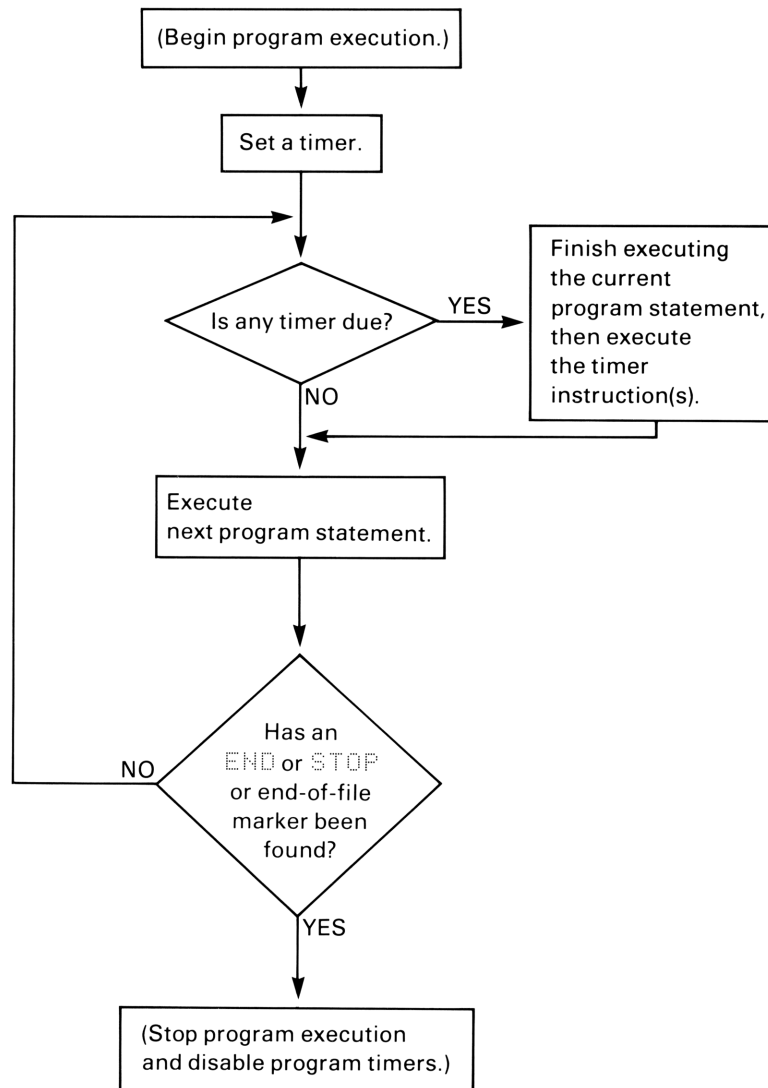 (Begin program execution.)
Set a timer.
Is any timer due?
YES
Finish executing
the current
program statement,
then execute
the timer
instruction(s).
NO
Execute
next program statement.
Has an
END or STOP
or end-of-file
marker been
found?
NO
YES
(Stop program execution
and disable program timers.)